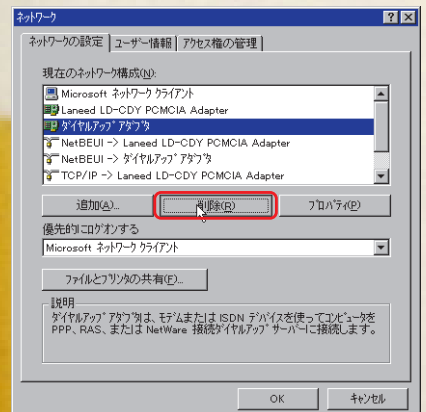 ネットワーク
ネットワークの設定 ユーザー情報 アクセス権の管理
現在のネットワーク構成(N):
Microsoft ネットワーク クライアント
Laneed LD-CDY PCMCIA Adapter
ダイヤルアップ アダプタ
NetBEUI -> Laneed LD-CDY PCMCIA Adapter
NetBEUI -> ダイヤルアップ アダプタ
TCP/IP -> Laneed LD-CDY PCMCIA Adapter
追加(A)... 削除(R) プロパティ(P)
優先的にログオンする
Microsoft ネットワーク クライアント
ファイルとプリンタの共有(F)...
説明
ダイヤルアップ アダプタは、モデムまたは ISDN デバイスを使ってコンピュータを
PPP、RAS、または NetWare 接続ダイヤルアップ サーバーに接続します。
OK キャンセル